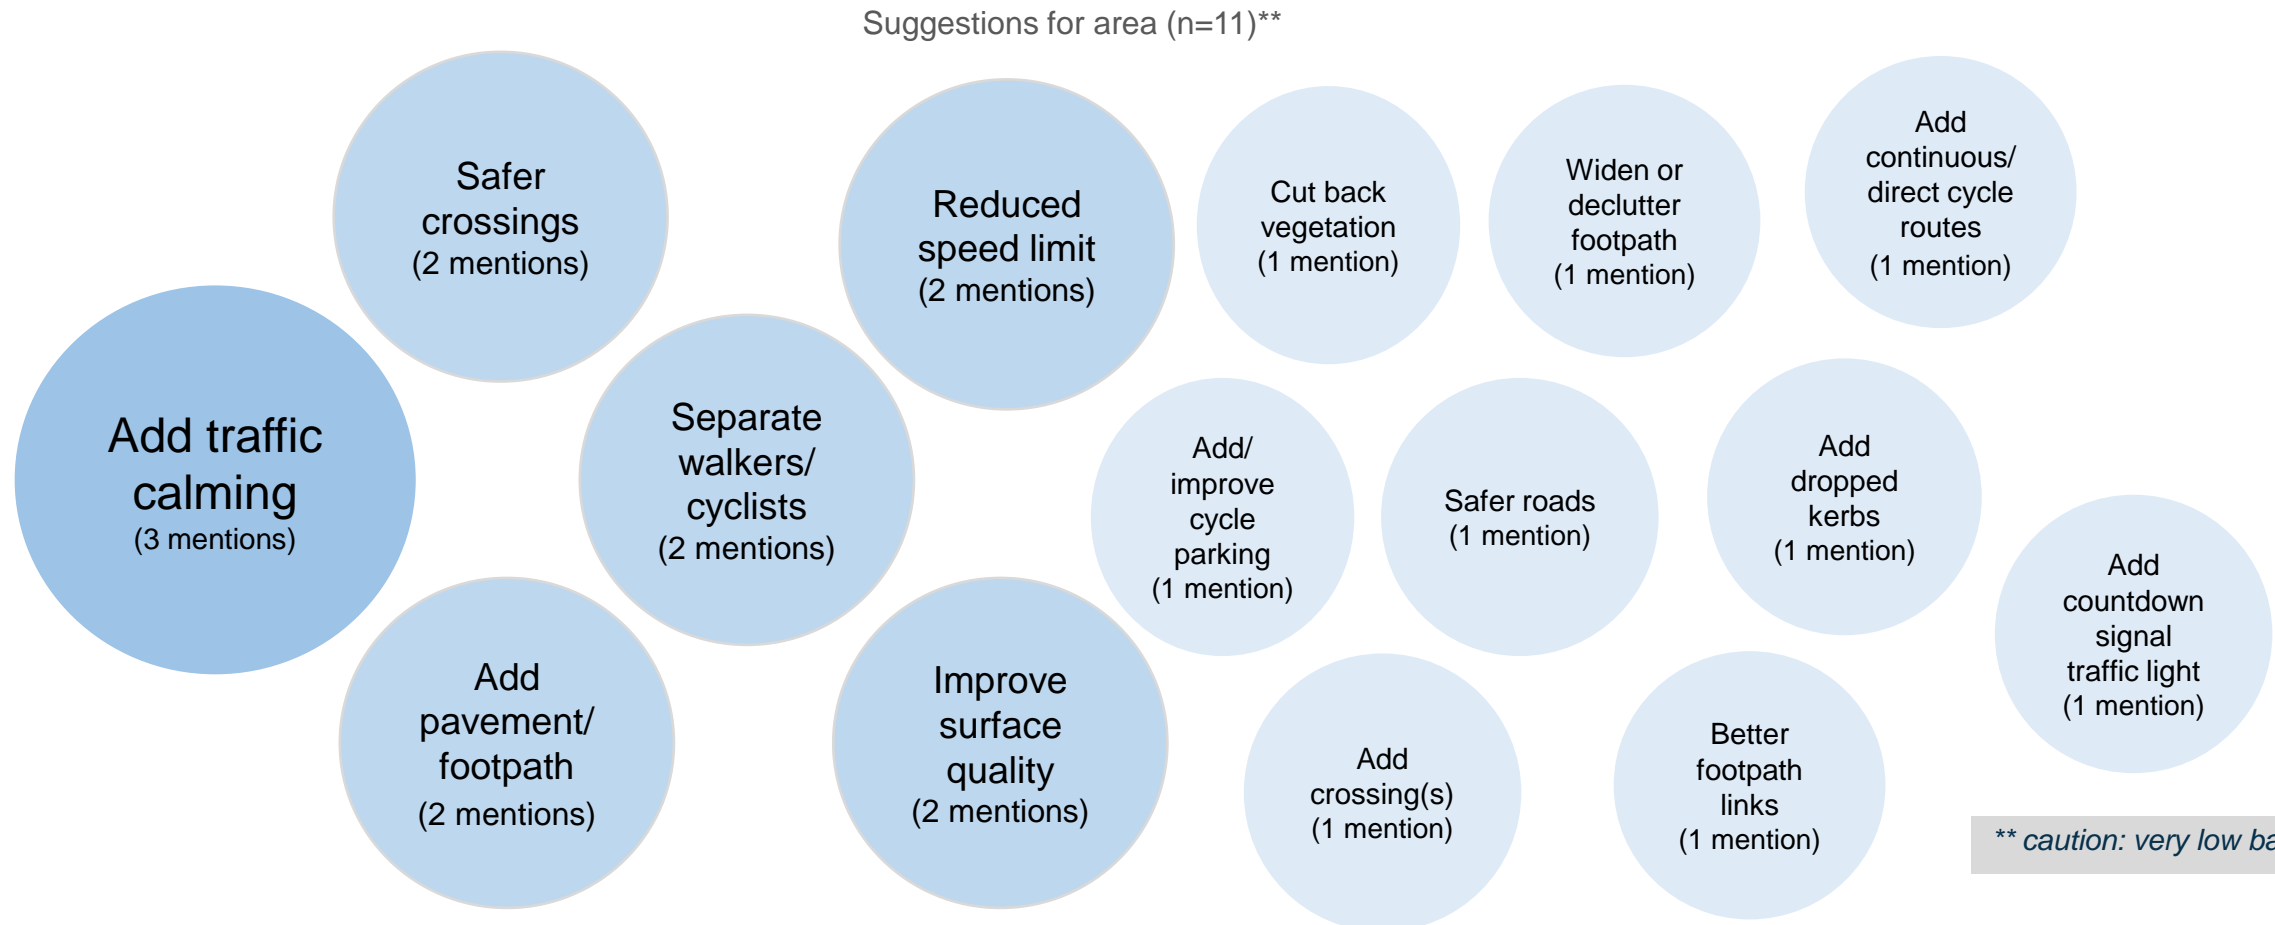 Suggestions for area (n=11)**
Safer
crossings
(2 mentions)
Reduced
speed limit
(2 mentions)
Cut back
vegetation
(1 mention)
Widen or
declutter
footpath
(1 mention)
Add
continuous/
direct cycle
routes
(1 mention)
Add traffic
calming
(3 mentions)
Separate
walkers/
cyclists
(2 mentions)
Add/
improve
cycle
parking
(1 mention)
Safer roads
(1 mention)
Add
dropped
kerbs
(1 mention)
Add
countdown
signal
traffic light
(1 mention)
Add
pavement/
footpath
(2 mentions)
Improve
surface
quality
(2 mentions)
Add
crossing(s)
(1 mention)
Better
footpath
links
(1 mention)
** caution: very low